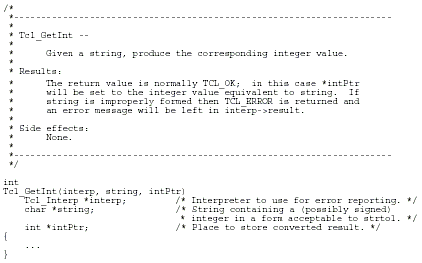 /*
 *----------------------------------------------------------------------
 *
 * Tcl_GetInt --
 *
 *      Given a string, produce the corresponding integer value.
 *
 * Results:
 *      The return value is normally TCL_OK;  in this case *intPtr
 *      will be set to the integer value equivalent to string.  If
 *      string is improperly formed then TCL_ERROR is returned and
 *      an error message will be left in interp->result.
 *
 * Side effects:
 *      None.
 *
 *----------------------------------------------------------------------
 */

int
Tcl_GetInt(interp, string, intPtr)
    Tcl_Interp *interp;         /* Interpreter to use for error reporting. */
    char *string;               /* String containing a (possibly signed)
                                 * integer in a form acceptable to strtol. */
    int *intPtr;                /* Place to store converted result. */
{
    ...
}